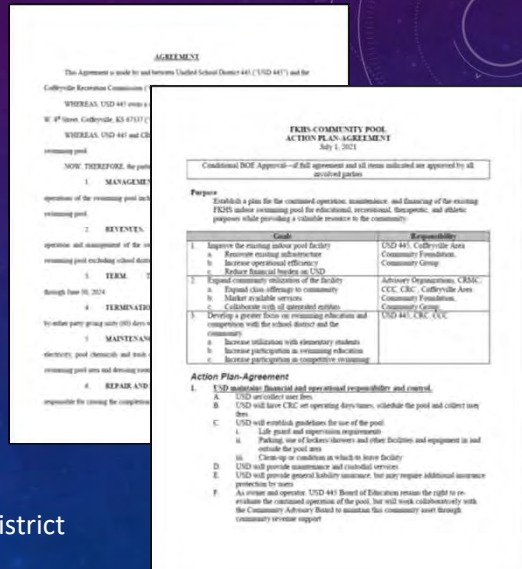 AGREEMENT
This Agreement is made by and between Unified School District 445 ("USD 445") and the
Coffeyville Recreation Commission
WHEREAS, USD 445 owns a
W. 8th Street, Coffeyville, KS 67337
WHEREAS, USD 445 and CR
swimming pool.
NOW, THEREFORE, the parti
1. MANAGEMEN
operations of the swimming pool incl
swimming pool.
2. REVENUES.
operation and management of the sw
swimming pool excluding school distri
3. TERM. T
through June 30, 2024
4. TERMINATIO
by either party giving sixty (60) days
5. MAINTENAN
electricity, pool chemicals and trash
swimming pool area and dressing room
6. REPAIR AND
responsible for causing the completion
istrict
FKHS-COMMUNITY POOL
ACTION PLAN-AGREEMENT
July 1, 2021
Conditional BOE Approval—if full agreement and all items indicated are approved by all
involved parties
Purpose
Establish a plan for the continued operation, maintenance, and financing of the existing
FKHS indoor swimming pool for educational, recreational, therapeutic, and athletic
purposes while providing a valuable resource to the community.
Goals Responsibility
1. Improve the existing indoor pool facility
a. Renovate existing infrastructure
b. Increase operational efficiency
c. Reduce financial burden on USD
USD 445, Coffeyville Area
Community Foundation,
Community Group
2. Expand community utilization of the facility
a. Expand class offerings to community
b. Market available services
c. Collaborate with all interested entities
Advisory Organizations, CRMC,
CCC, CRC, Coffeyville Area
Community Foundation,
Community Group
3. Develop a greater focus on swimming education and
competition with the school district and the
community
a. Increase utilization with elementary students
b. Increase participation in swimming education
c. Increase participation in competitive swimming
USD 445, CRC, CCC
Action Plan-Agreement
I. USD maintains financial and operational responsibility and control.
A. USD set/collect user fees
B. USD will have CRC set operating days/times, schedule the pool and collect user
fees
C. USD will establish guidelines for use of the pool
i. Life guard and supervision requirements
ii. Parking, use of lockers/showers and other facilities and equipment in and
outside the pool area
iii. Clean-up or condition in which to leave facility
D. USD will provide maintenance and custodial services
E. USD will provide general liability insurance, but may require additional insurance
protection by users
F. As owner and operator, USD 445 Board of Education retains the right to re-
evaluate the continued operation of the pool, but will work collaboratively with
the Community Advisory Board to maintain this community asset through
community revenue support